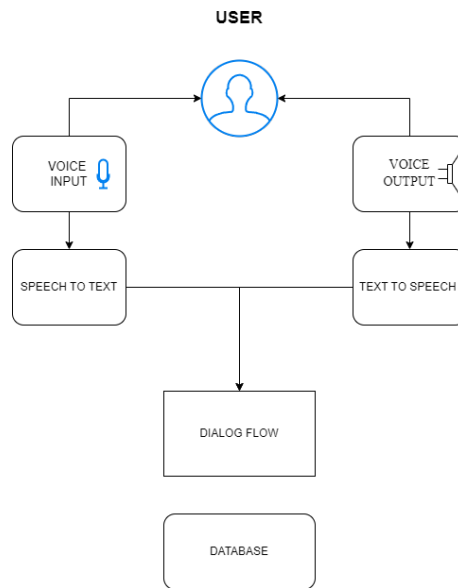 USER
VOICE
INPUT
VOICE
OUTPUT
SPEECH TO TEXT
TEXT TO SPEECH
DIALOG FLOW
DATABASE